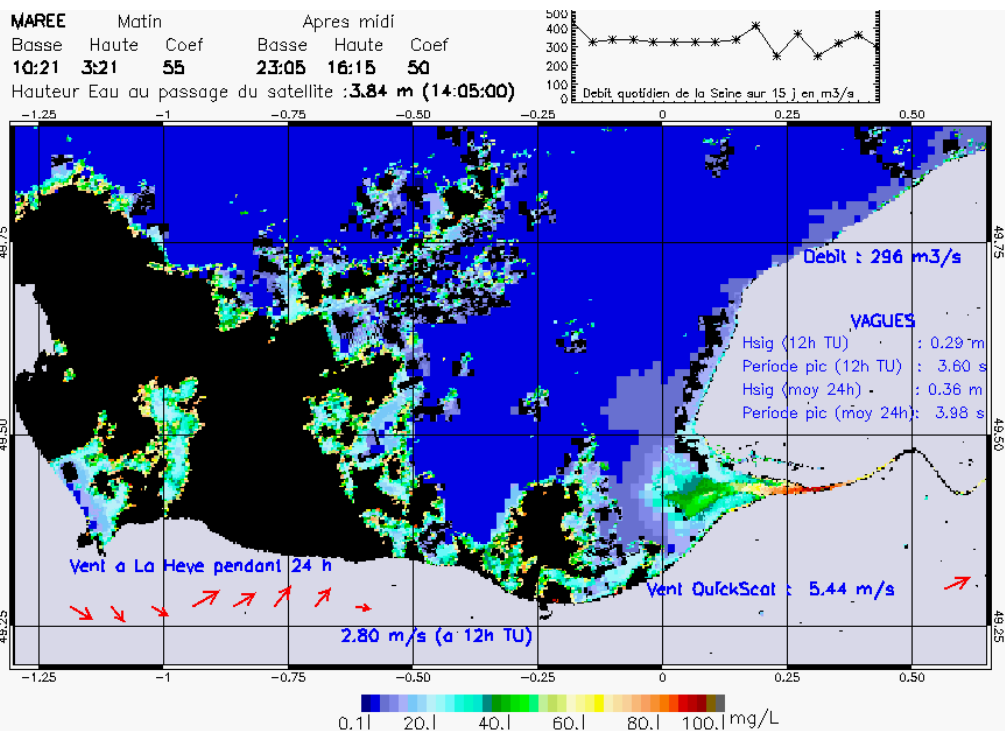 MAREE Matin Apres midi
Basse Haute Coef Basse Haute Coef
10:21 3:21 55 23:05 16:15 50
Hauteur Eau au passage du satellite : 3.84 m (14:05:00)
500
400
300
200
100
0
Debit quotidien de la Seine sur 15 j en m3/s
-1.25 -1 -0.75 -0.50 -0.25 0 0.25 0.50
49.75 49.75
Debit : 296 m3/s
VAGUES
Hsig (12h TU) : 0.29 m
Periode pic (12h TU) : 3.60 s
Hsig (moy 24h) : 0.36 m
Periode pic (moy 24h): 3.98 s
49.50 49.50
Vent a La Heve pendant 24 h
Vent QuickScat : 5.44 m/s
49.25 49.25
2.80 m/s (a 12h TU)
-1.25 -1 -0.75 -0.50 -0.25 0 0.25 0.50
0.1 20.1 40.1 60.1 80.1 100.1 mg/L